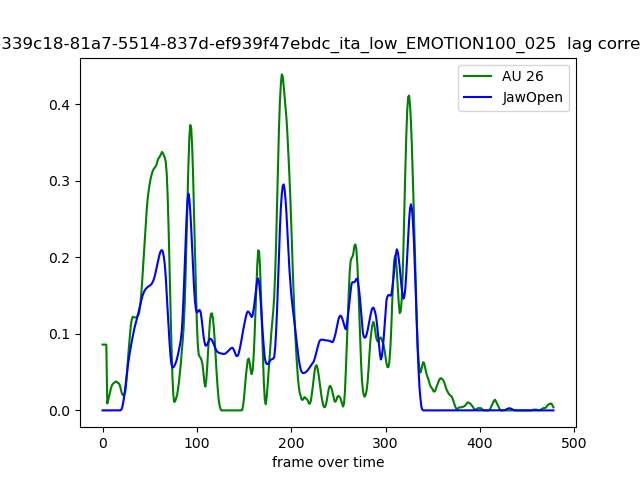 339c18-81a7-5514-837d-ef939f47ebdc_ita_low_EMOTION100_025  lag corre
AU 26
JawOpen
0.4
0.3
0.2
0.1
0.0
0 100 200 300 400 500
frame over time